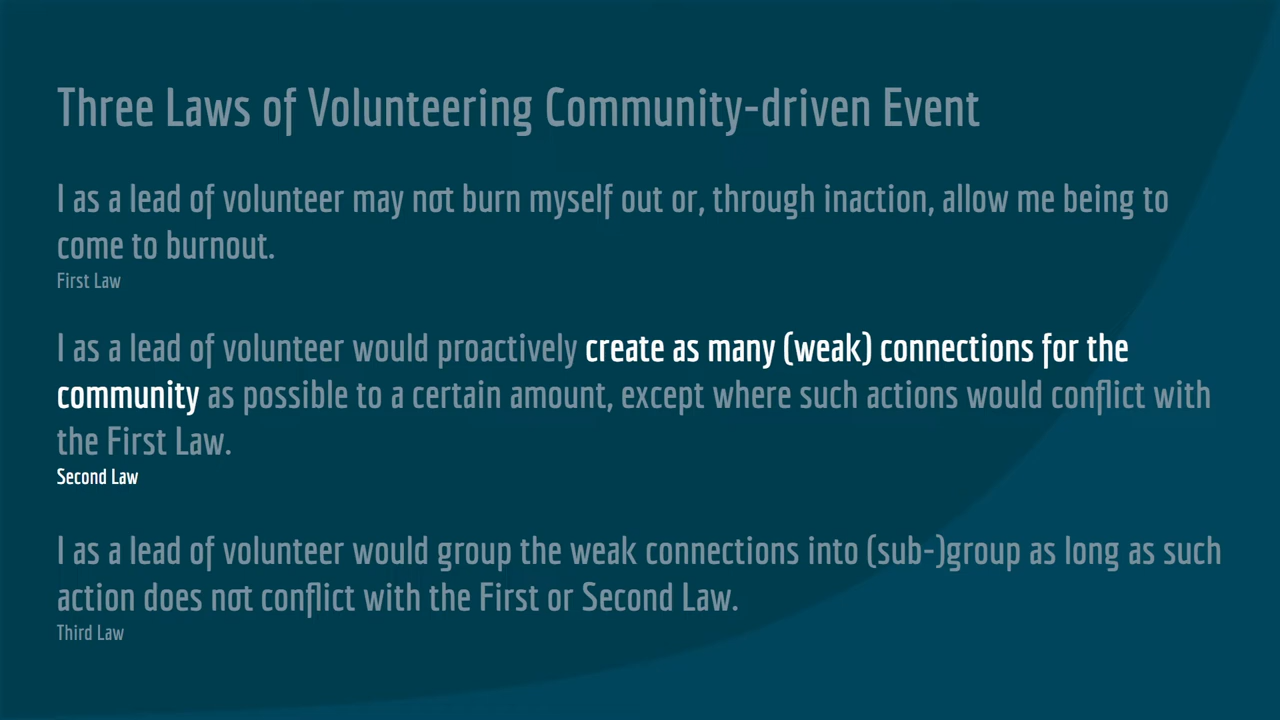 Three Laws of Volunteering Community-driven Event
I as a lead of volunteer may not burn myself out or, through inaction, allow me being to
come to burnout.
First Law
I as a lead of volunteer would proactively create as many (weak) connections for the
community as possible to a certain amount, except where such actions would conflict with
the First Law.
Second Law
I as a lead of volunteer would group the weak connections into (sub-)group as long as such
action does not conflict with the First or Second Law.
Third Law